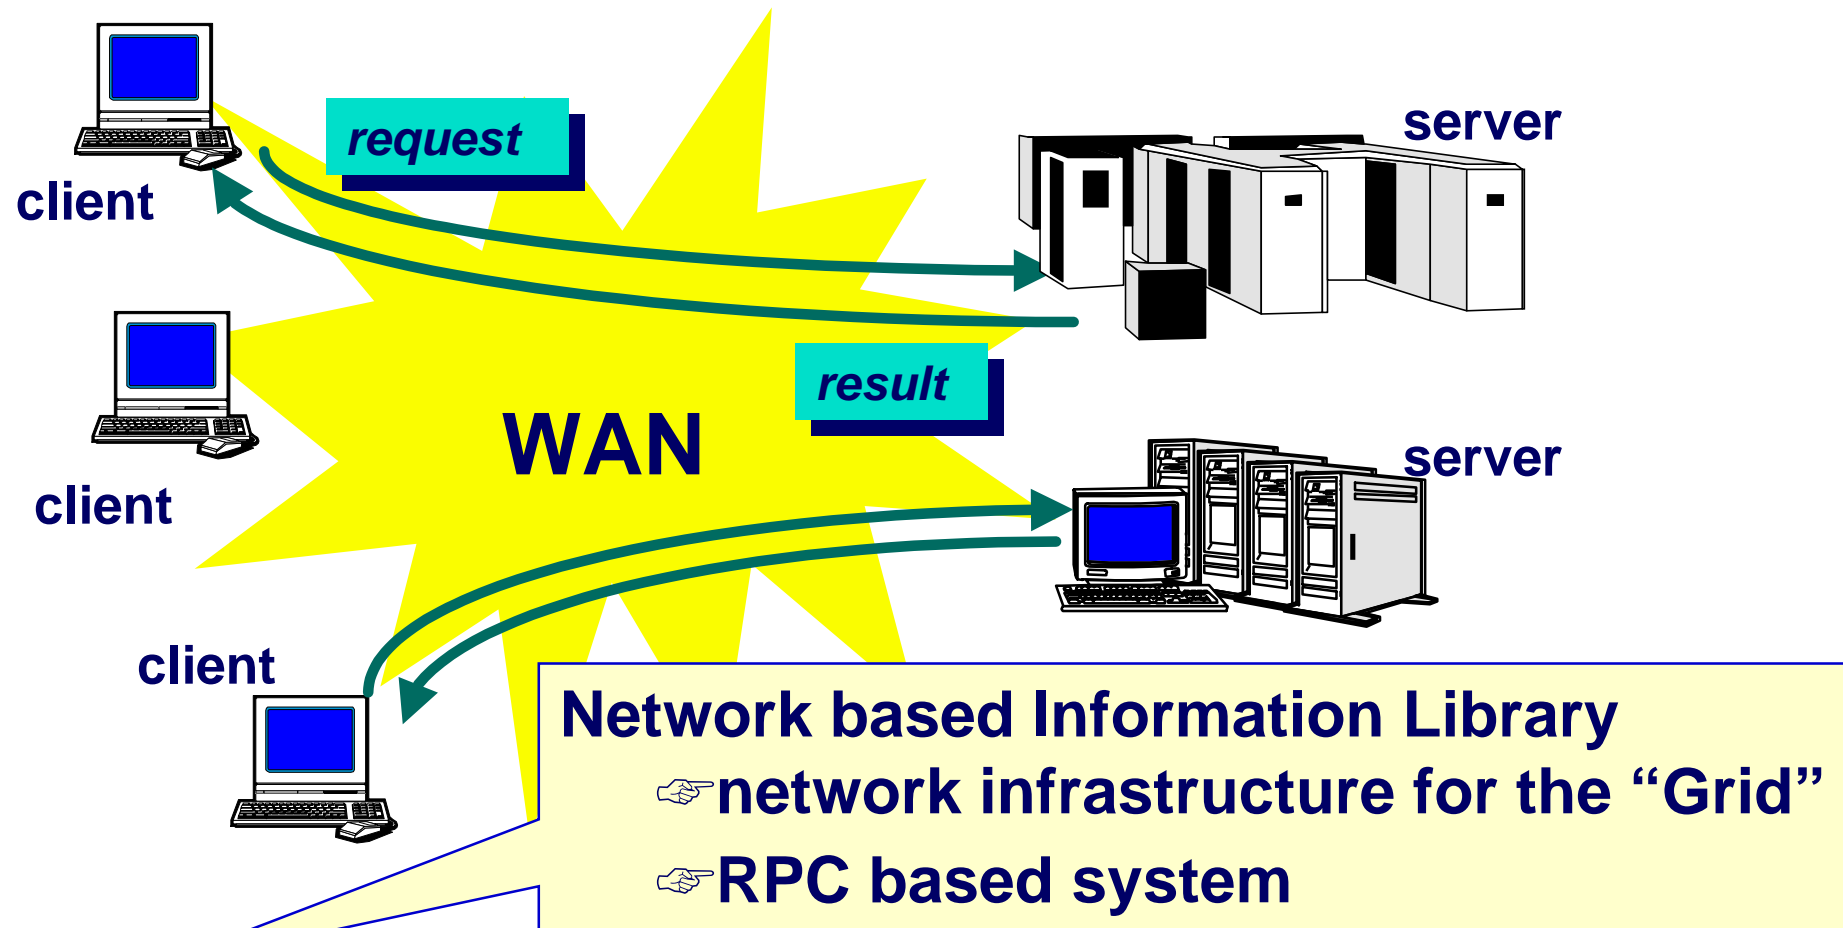 request
server
client
result
WAN
server
client
client
Network based Information Library
☞network infrastructure for the “Grid”
☞RPC based system